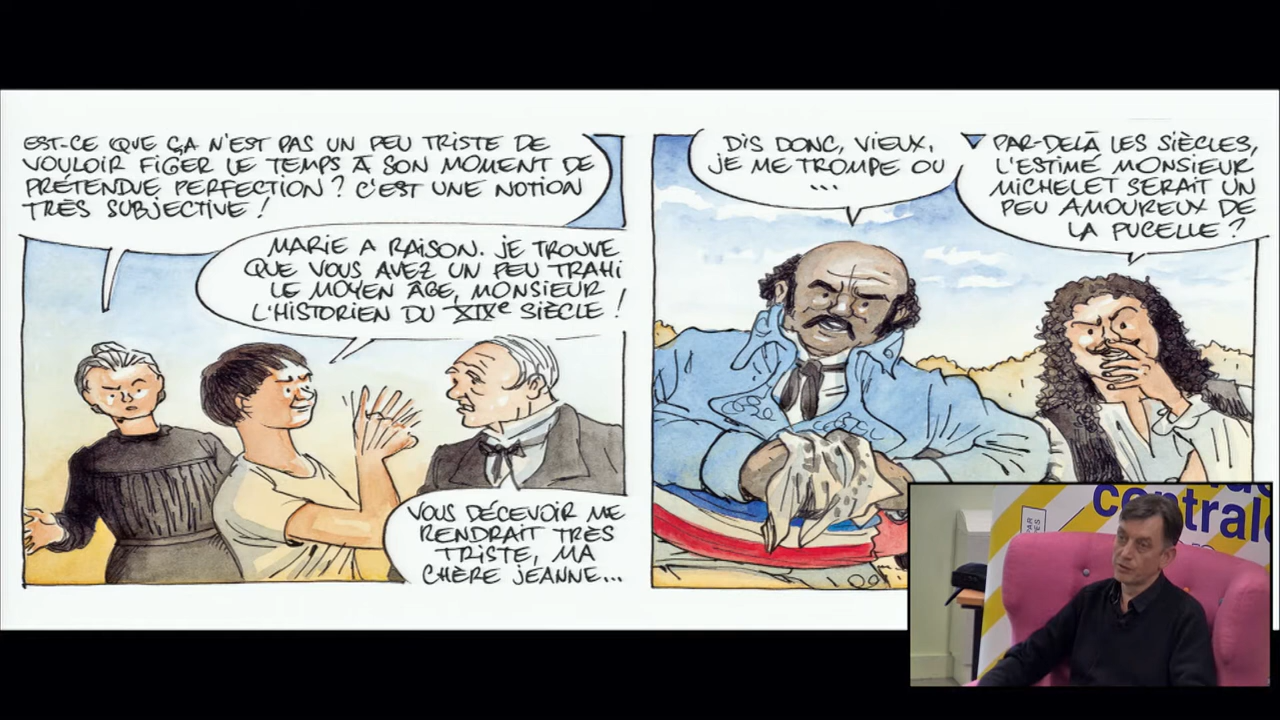 EST-CE QUE ÇA N'EST PAS UN PEU TRISTE DE
VOULOIR FIGER LE TEMPS À SON MOMENT DE
PRÉTENDUE PERFECTION ? C'EST UNE NOTION
TRÈS SUBJECTIVE !
MARIE A RAISON. JE TROUVE
QUE VOUS AVEZ UN PEU TRAHI
LE MOYEN ÂGE, MONSIEUR
L'HISTORIEN DU XIXe SIÈCLE !
VOUS DÉCEVOIR ME
RENDRAIT TRÈS
TRISTE, MA
CHÈRE JEANNE...
DIS DONC, VIEUX,
JE ME TROMPE OU
...
PAR-DELÀ LES SIÈCLES,
L'ESTIMÉ MONSIEUR
MICHELET SERAIT UN
PEU AMOUREUX DE
LA PUCELLE ?
centrale